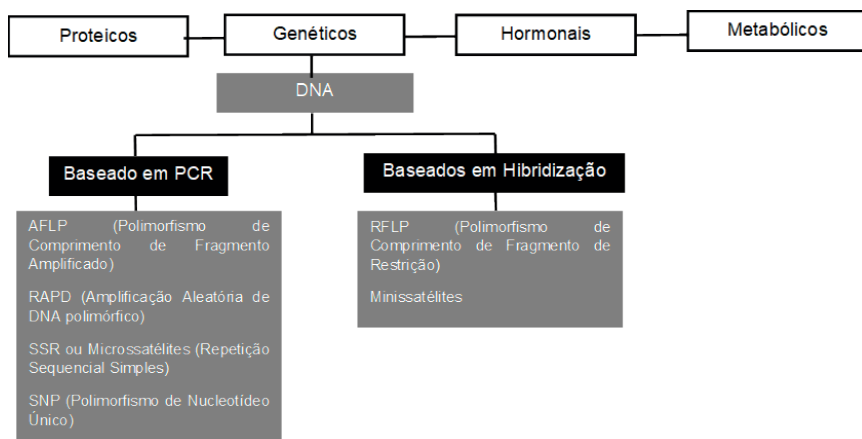 Proteicos
Genéticos
Hormonais
Metabólicos
DNA
Baseado em PCR
Baseados em Hibridização
AFLP (Polimorfismo de
Comprimento de Fragmento
Amplificado)
RAPD (Amplificação Aleatória de
DNA polimórfico)
SSR ou Microssatélites (Repetição
Sequencial Simples)
SNP (Polimorfismo de Nucleotídeo
Único)
RFLP (Polimorfismo de
Comprimento de Fragmento de
Restrição)
Minissatélites